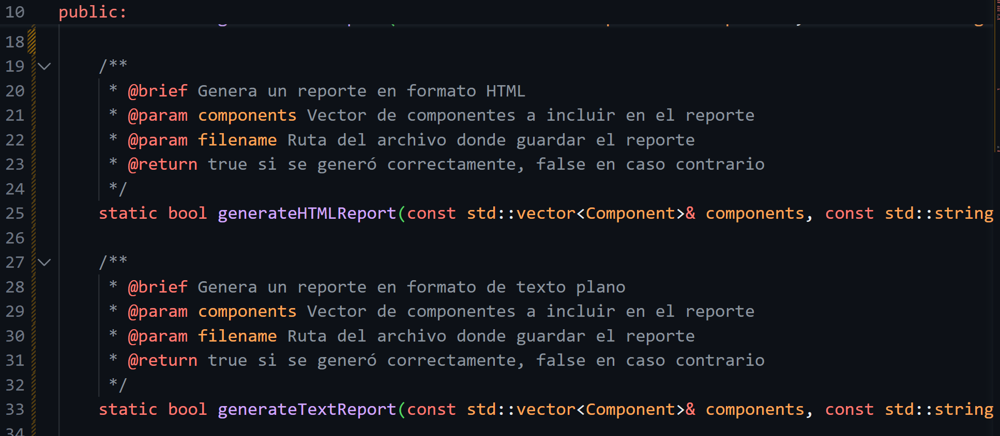 10 public:
18
19 /**
20 * @brief Genera un reporte en formato HTML
21 * @param components Vector de componentes a incluir en el reporte
22 * @param filename Ruta del archivo donde guardar el reporte
23 * @return true si se generó correctamente, false en caso contrario
24 */
25 static bool generateHTMLReport(const std::vector<Component>& components, const std::string
26
27 /**
28 * @brief Genera un reporte en formato de texto plano
29 * @param components Vector de componentes a incluir en el reporte
30 * @param filename Ruta del archivo donde guardar el reporte
31 * @return true si se generó correctamente, false en caso contrario
32 */
33 static bool generateTextReport(const std::vector<Component>& components, const std::string
34